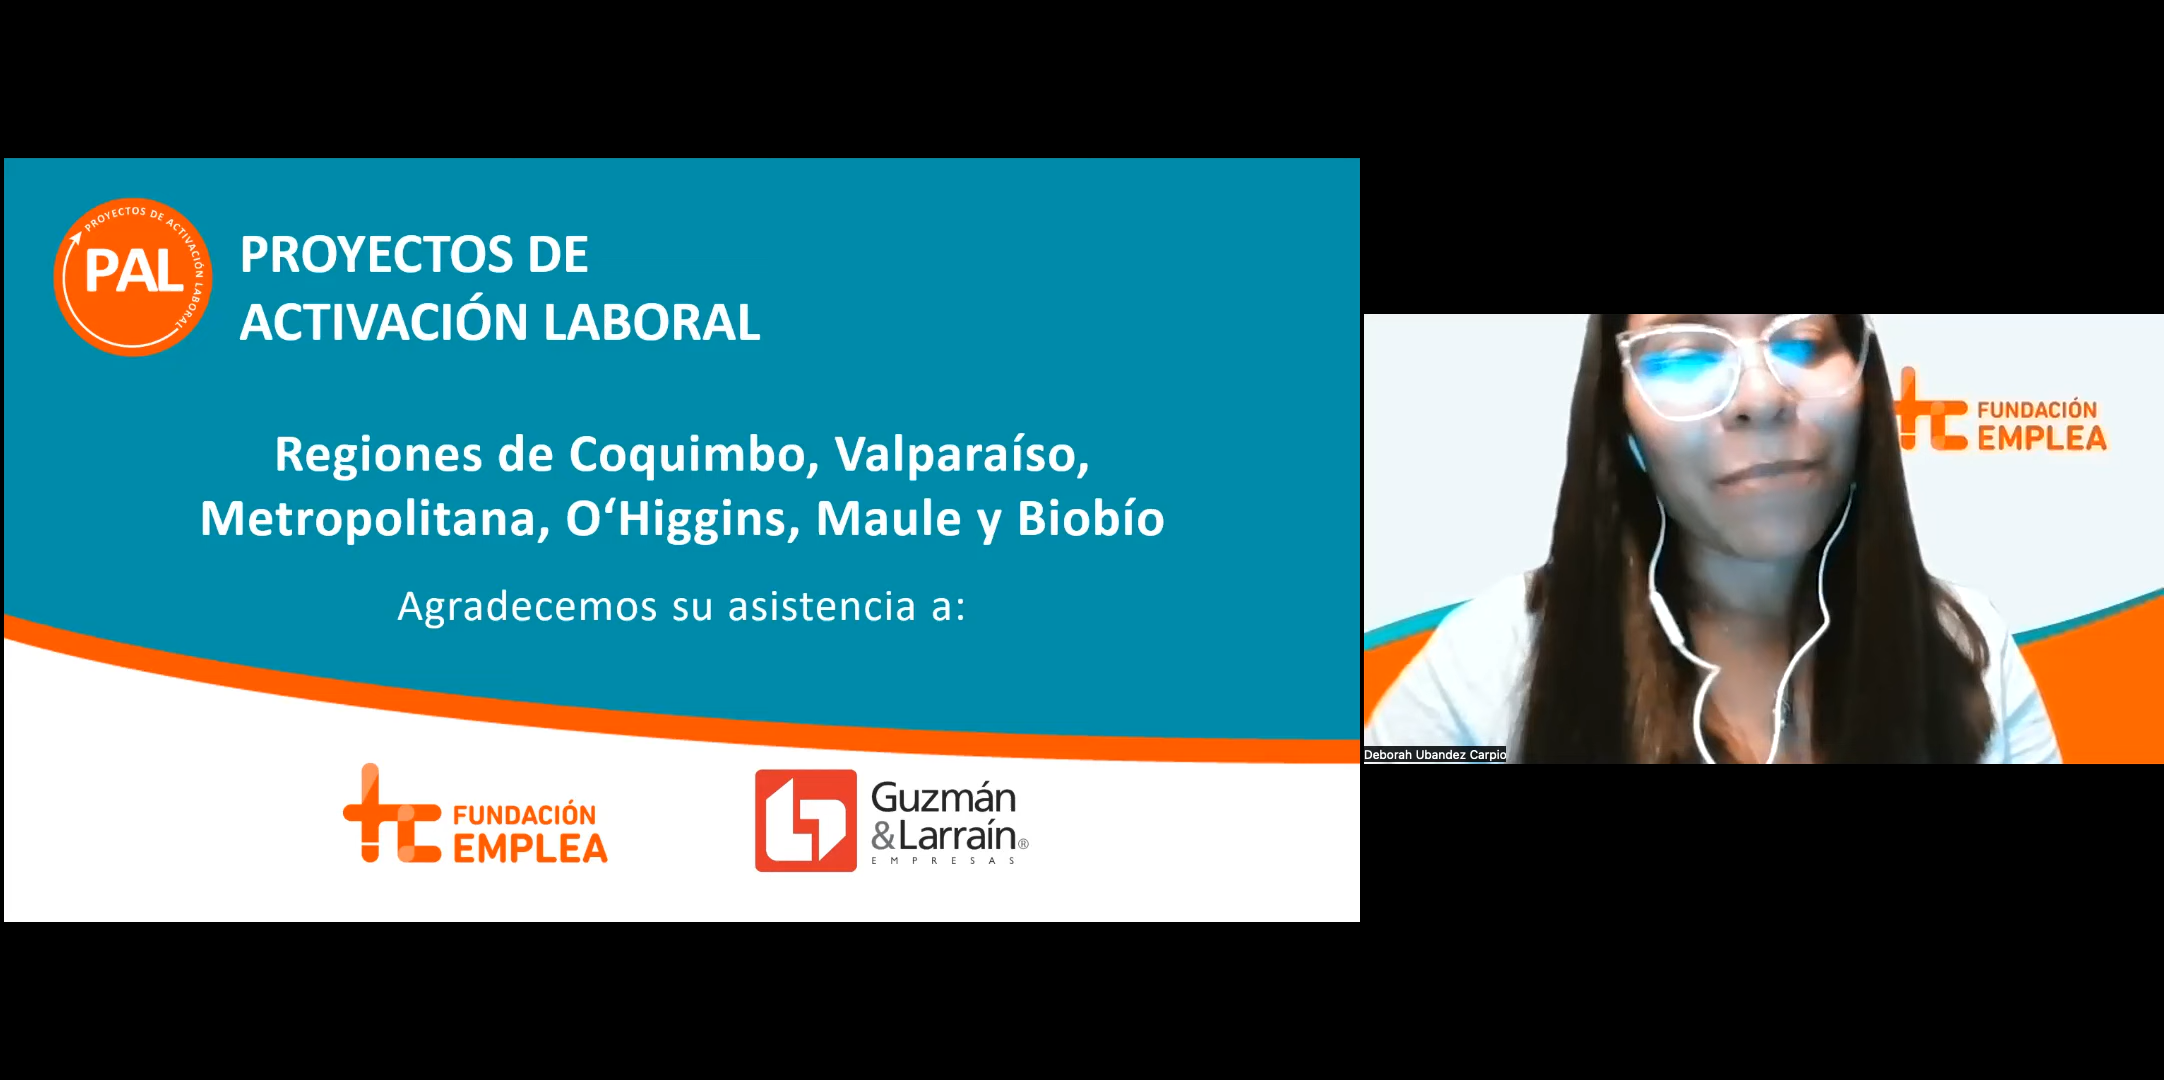 PROYECTOS DE ACTIVACIÓN LABORAL
PAL
PROYECTOS DE
ACTIVACIÓN LABORAL
Regiones de Coquimbo, Valparaíso,
Metropolitana, O‘Higgins, Maule y Biobío
Agradecemos su asistencia a:
FUNDACIÓN
EMPLEA
Guzmán
&Larraín®
EMPRESAS
FUNDACIÓN
EMPLEA
Deborah Ubandez Carpio